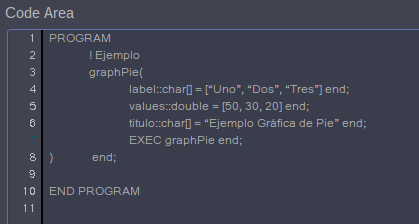 Code Area
1 PROGRAM
2 ! Ejemplo
3 graphPie(
4 label::char[] = [“Uno”, “Dos”, “Tres”] end;
5 values::double = [50, 30, 20] end;
6 titulo::char[] = “Ejemplo Gráfica de Pie” end;
7 EXEC graphPie end;
8 ) end;
9
10 END PROGRAM
11